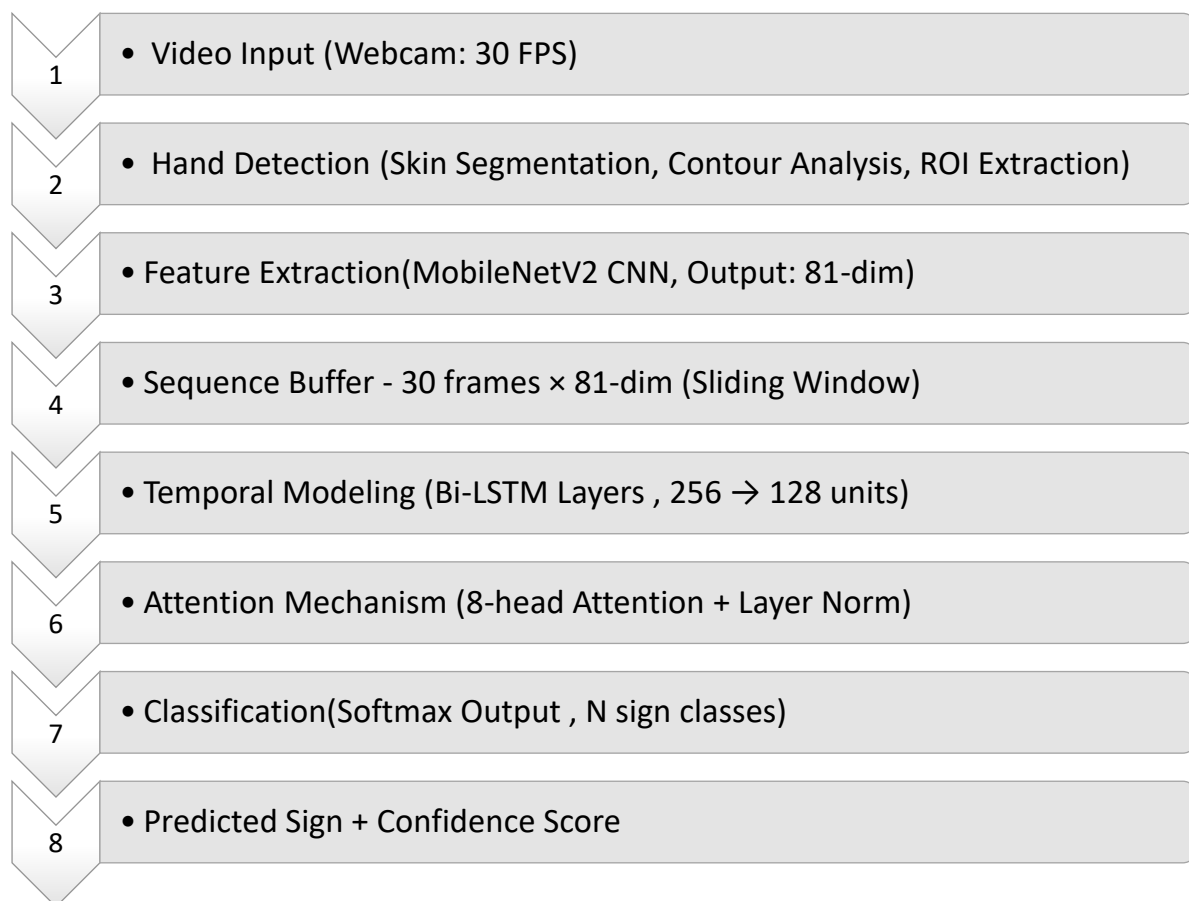 1
• Video Input (Webcam: 30 FPS)
2
• Hand Detection (Skin Segmentation, Contour Analysis, ROI Extraction)
3
• Feature Extraction(MobileNetV2 CNN, Output: 81-dim)
4
• Sequence Buffer - 30 frames × 81-dim (Sliding Window)
5
• Temporal Modeling (Bi-LSTM Layers , 256 → 128 units)
6
• Attention Mechanism (8-head Attention + Layer Norm)
7
• Classification(Softmax Output , N sign classes)
8
• Predicted Sign + Confidence Score